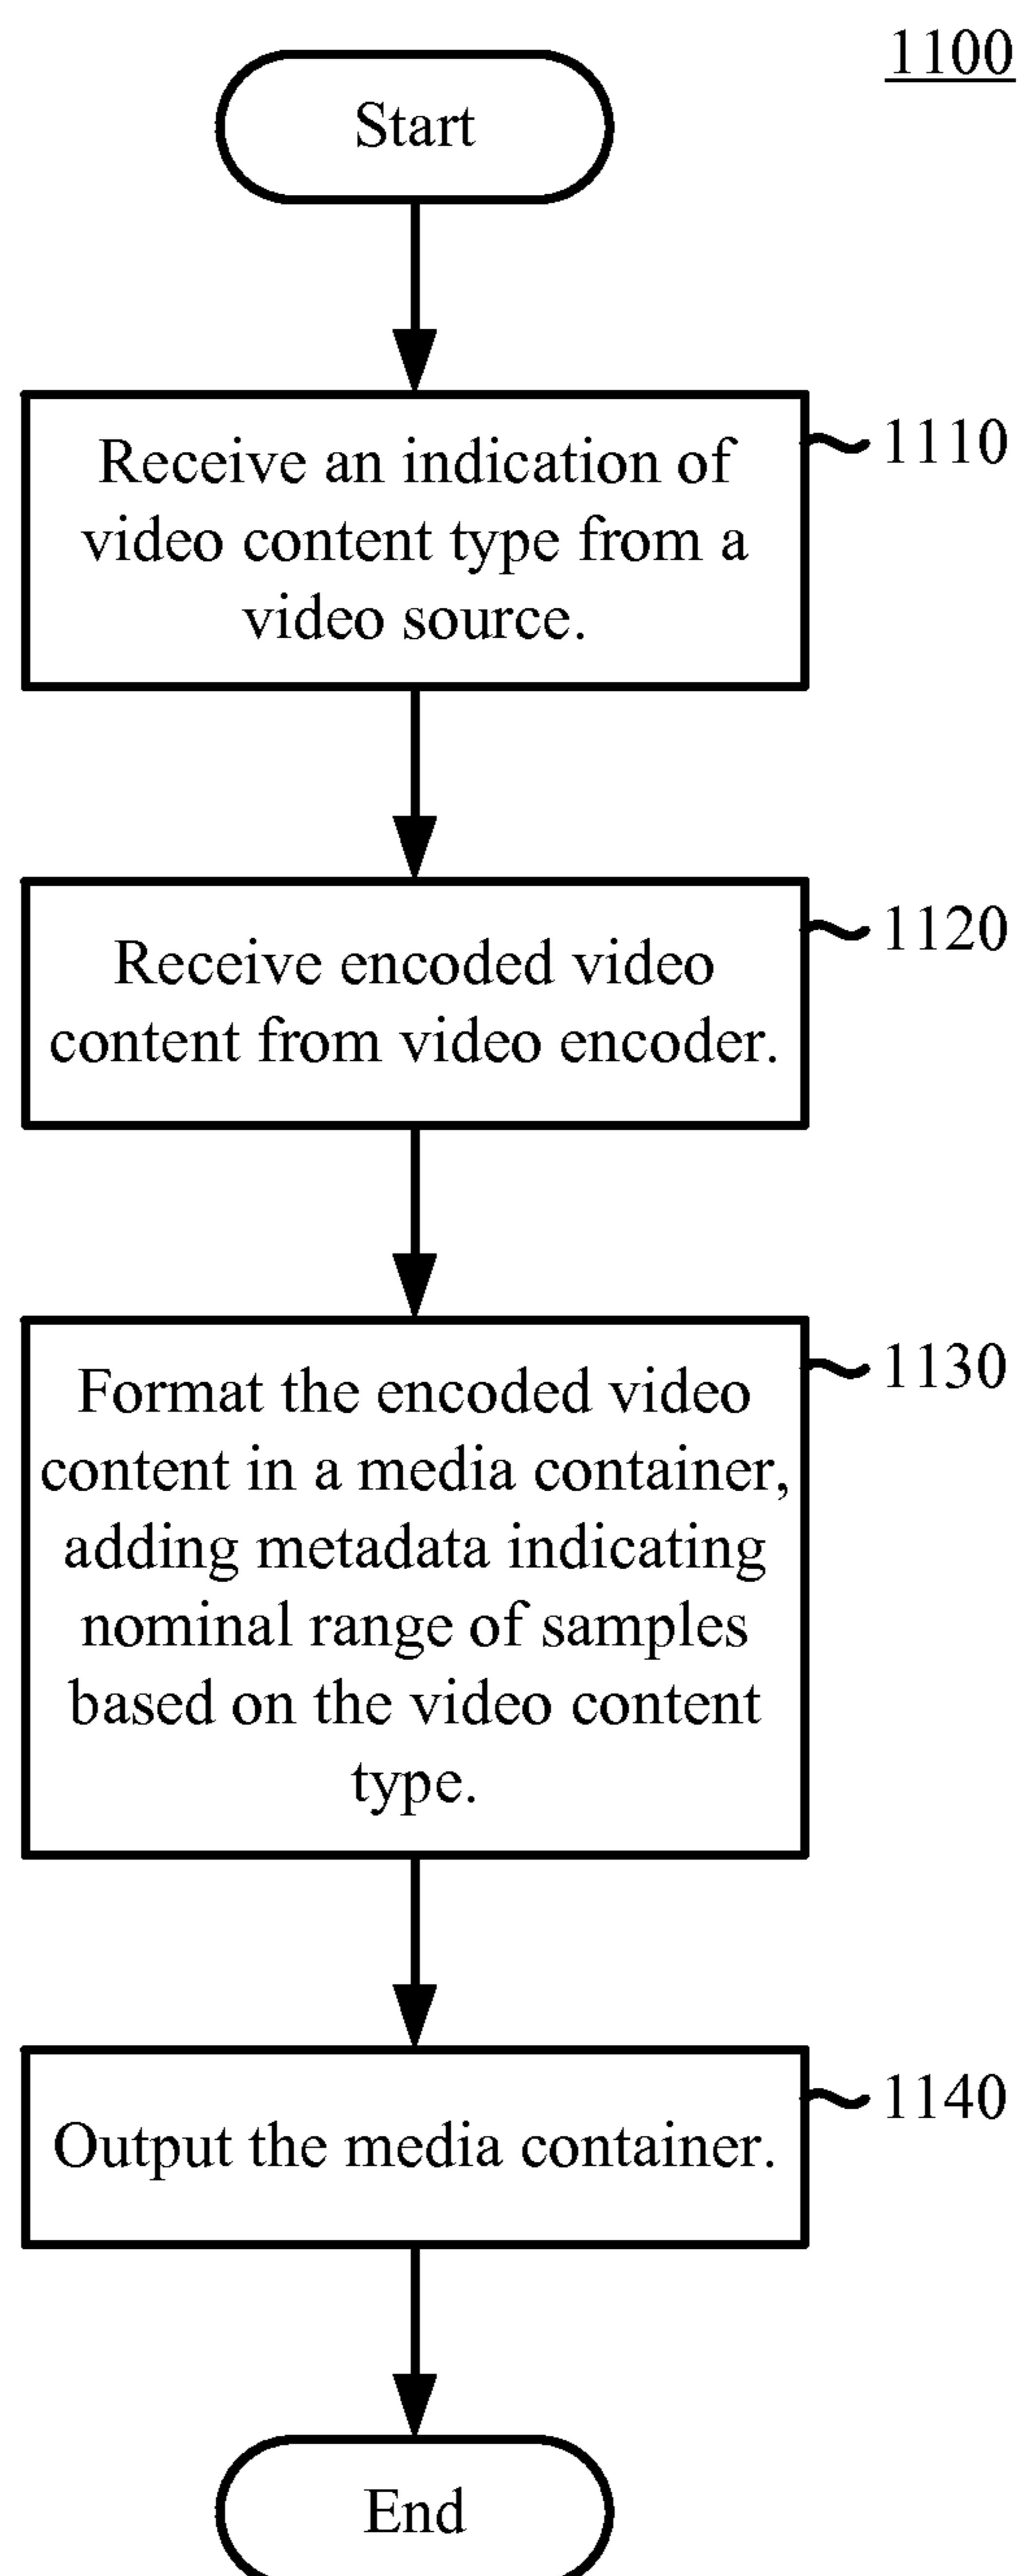 1100
Start
Receive an indication of
video content type from a
video source.
1110
Receive encoded video
content from video encoder.
1120
Format the encoded video
content in a media container,
adding metadata indicating
nominal range of samples
based on the video content
type.
1130
Output the media container.
1140
End